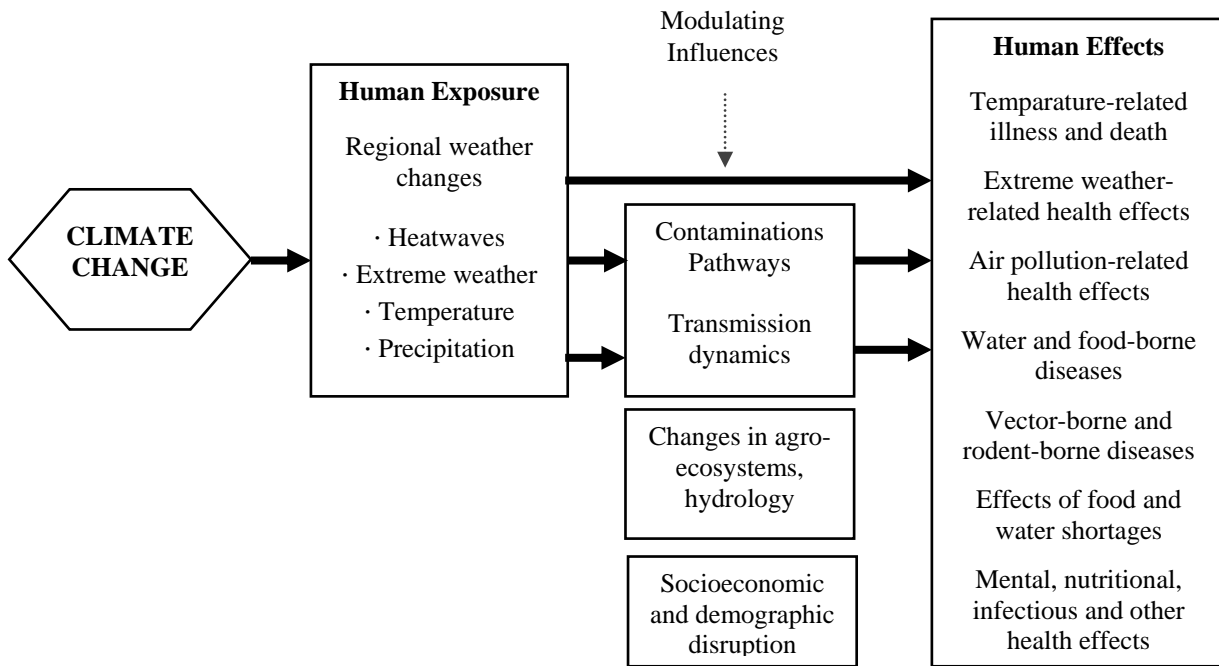 Modulating
Influences
CLIMATE
CHANGE
Human Exposure
Regional weather
changes
· Heatwaves
· Extreme weather
· Temperature
· Precipitation
Contaminations
Pathways
Transmission
dynamics
Changes in agro-
ecosystems,
hydrology
Socioeconomic
and demographic
disruption
Human Effects
Temparature-related
illness and death
Extreme weather-
related health effects
Air pollution-related
health effects
Water and food-borne
diseases
Vector-borne and
rodent-borne diseases
Effects of food and
water shortages
Mental, nutritional,
infectious and other
health effects